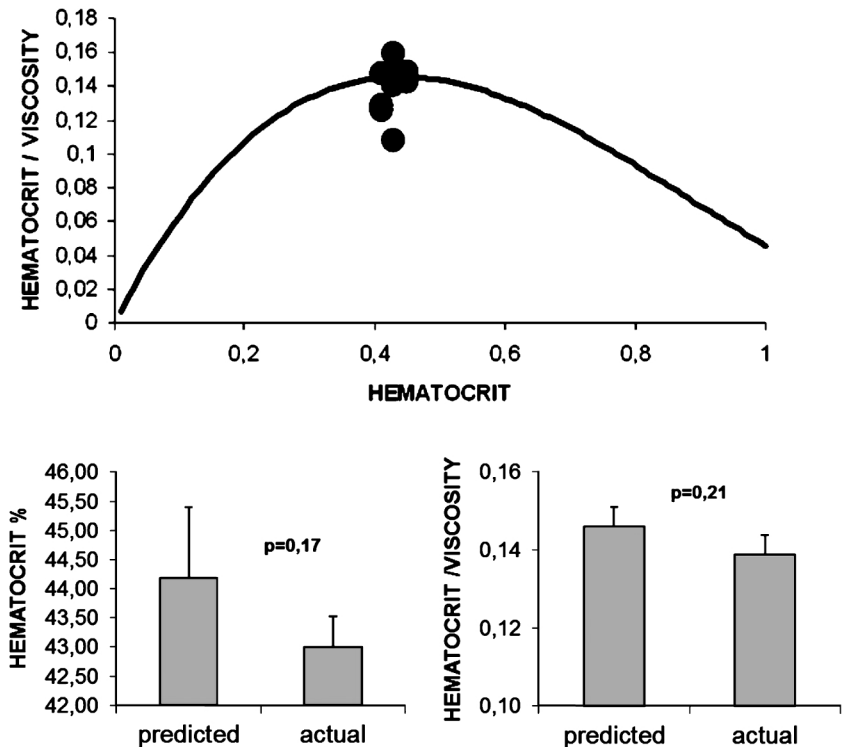 0,18
0,16
0,14
0,12
0,1
0,08
0,06
0,04
0,02
0
HEMATOCRIT / VISCOSITY
0
0,2
0,4
0,6
0,8
1
HEMATOCRIT
46,00
45,50
45,00
44,50
44,00
43,50
43,00
42,50
42,00
HEMATOCRIT %
p=0,17
predicted
actual
0,16
0,14
0,12
0,10
HEMATOCRIT /VISCOSITY
p=0,21
predicted
actual